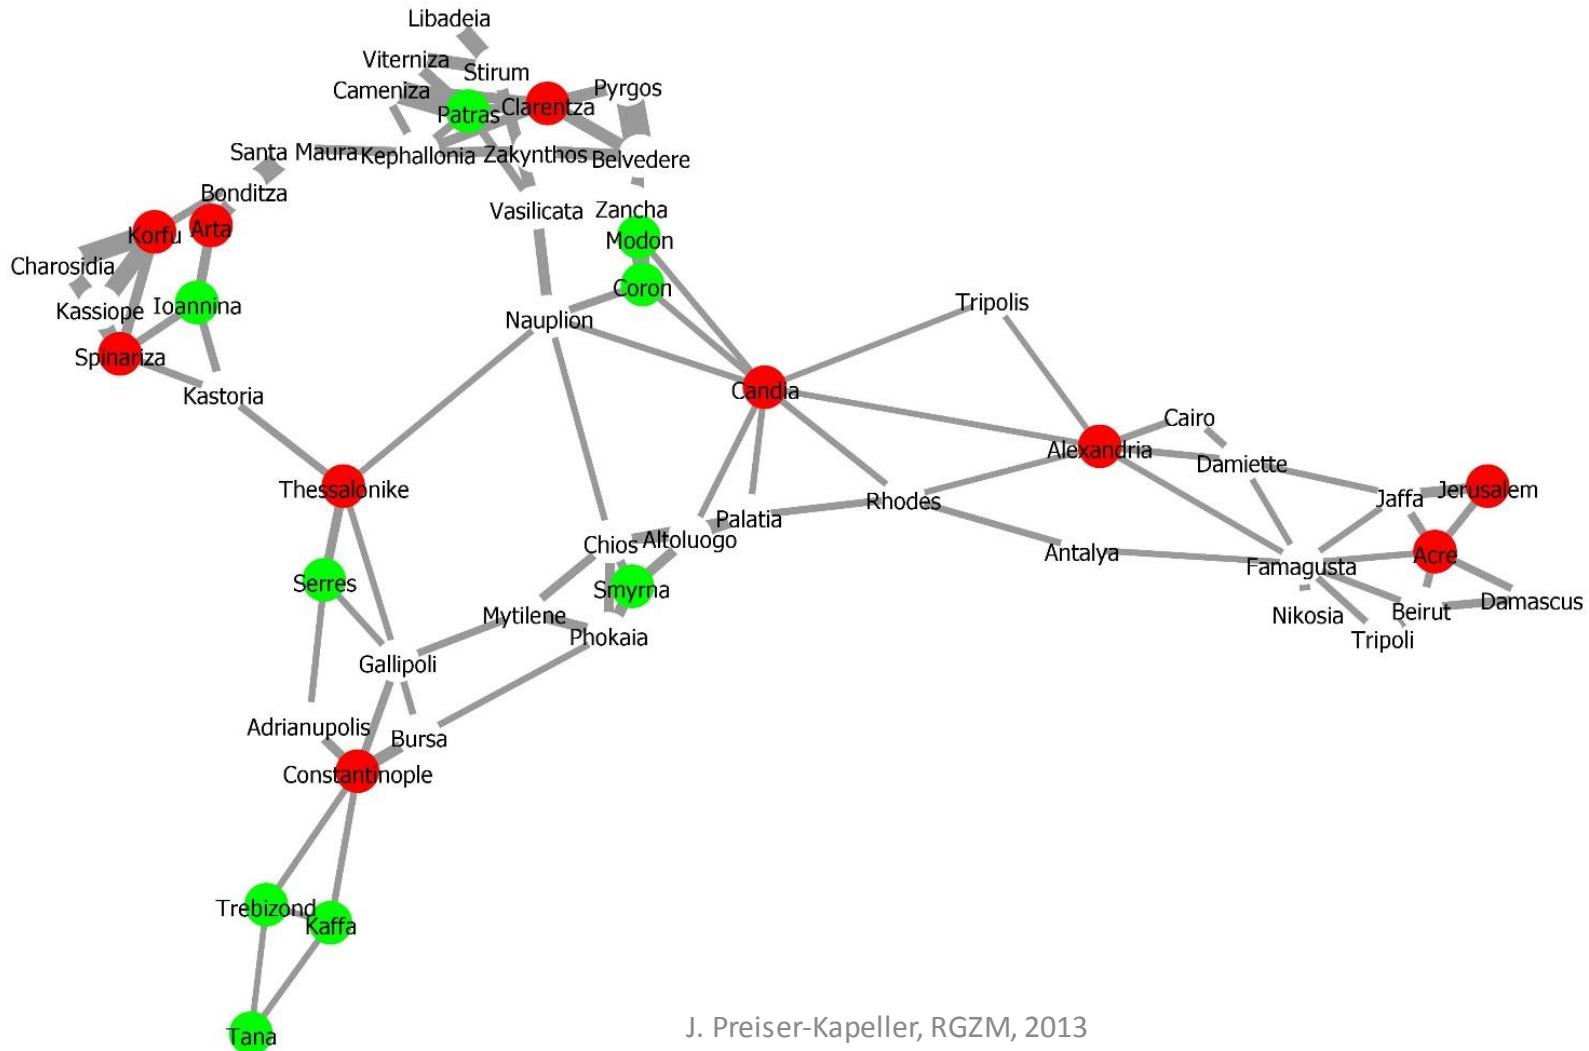 Libadeia
Viterniza
Stirum
Cameniza
Pyrgos
Patras
Clarentza
Santa Maura
Kephallonia
Zakynthos
Belvedere
Bonditza
Vasilicata
Zancha
Korfu
Arta
Modon
Charosidia
Coron
Kassiope
Ioannina
Tripolis
Nauplion
Spinariza
Kastoria
Candia
Cairo
Alexandria
Damiette
Thessalonike
Jerusalem
Jaffa
Rhodes
Palatia
Altoluogo
Chios
Antalya
Acre
Famagusta
Serres
Smyrna
Damascus
Mytilene
Nikosia
Beirut
Phokaia
Tripoli
Gallipoli
Adrianupolis
Bursa
Constantinople
Trebizond
Kaffa
Tana
J. Preiser-Kapeller, RGZM, 2013